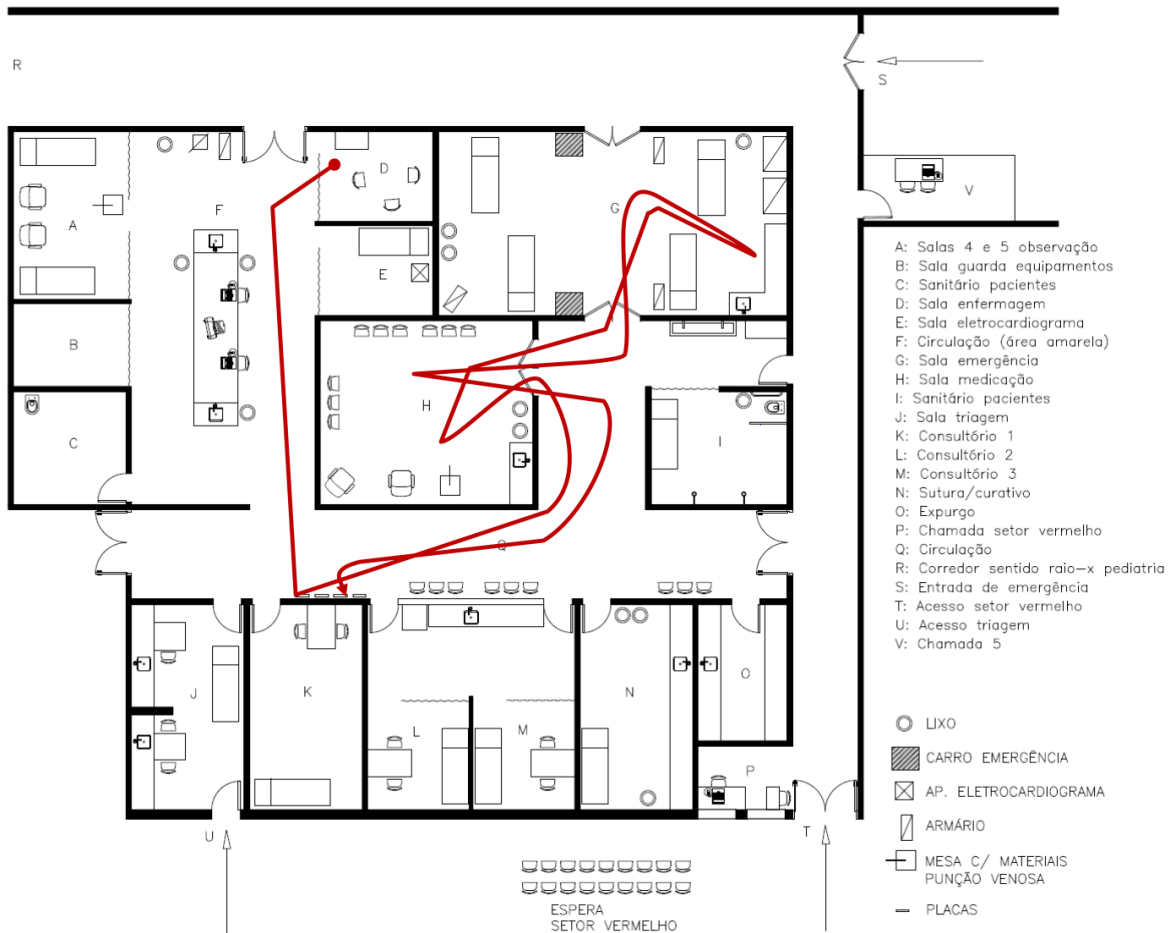 R
S
D
V
A
F
G
E
B
H
C
I
Q
J
K
L
M
N
O
P
U
T
A: Salas 4 e 5 observação
B: Sala guarda equipamentos
C: Sanitário pacientes
D: Sala enfermagem
E: Sala eletrocardiograma
F: Circulação (área amarela)
G: Sala emergência
H: Sala medicação
I: Sanitário pacientes
J: Sala triagem
K: Consultório 1
L: Consultório 2
M: Consultório 3
N: Sutura/curativo
O: Expurgo
P: Chamada setor vermelho
Q: Circulação
R: Corredor sentido raio-x pediatria
S: Entrada de emergência
T: Acesso setor vermelho
U: Acesso triagem
V: Chamada 5
LIXO
CARRO EMERGÊNCIA
AP. ELETROCARDIOGRAMA
ARMÁRIO
MESA C/ MATERIAIS
PUNÇÃO VENOSA
PLACAS
ESPERA
SETOR VERMELHO